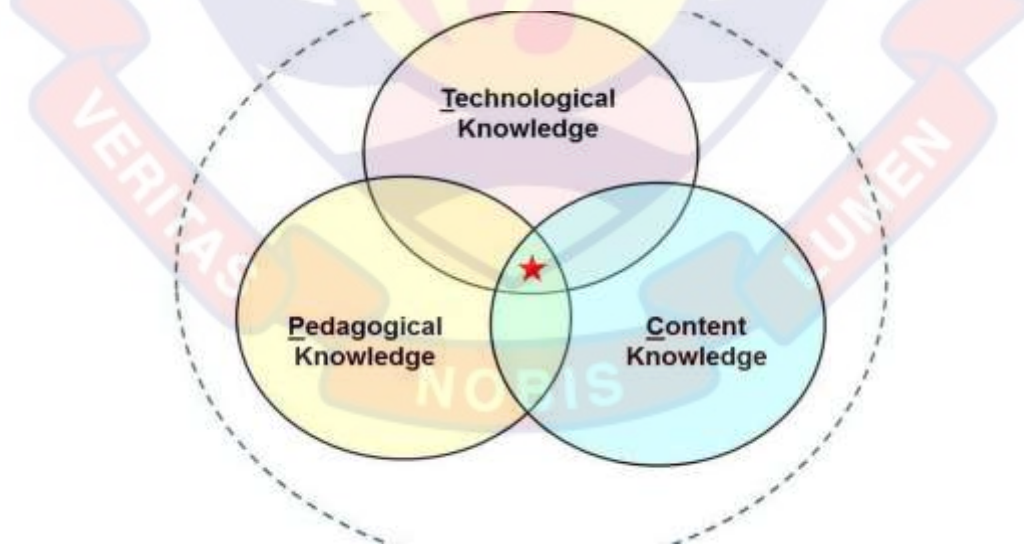 Technological
Knowledge
Pedagogical
Knowledge
Content
Knowledge
VERITAS
NOBIS
LUMEN